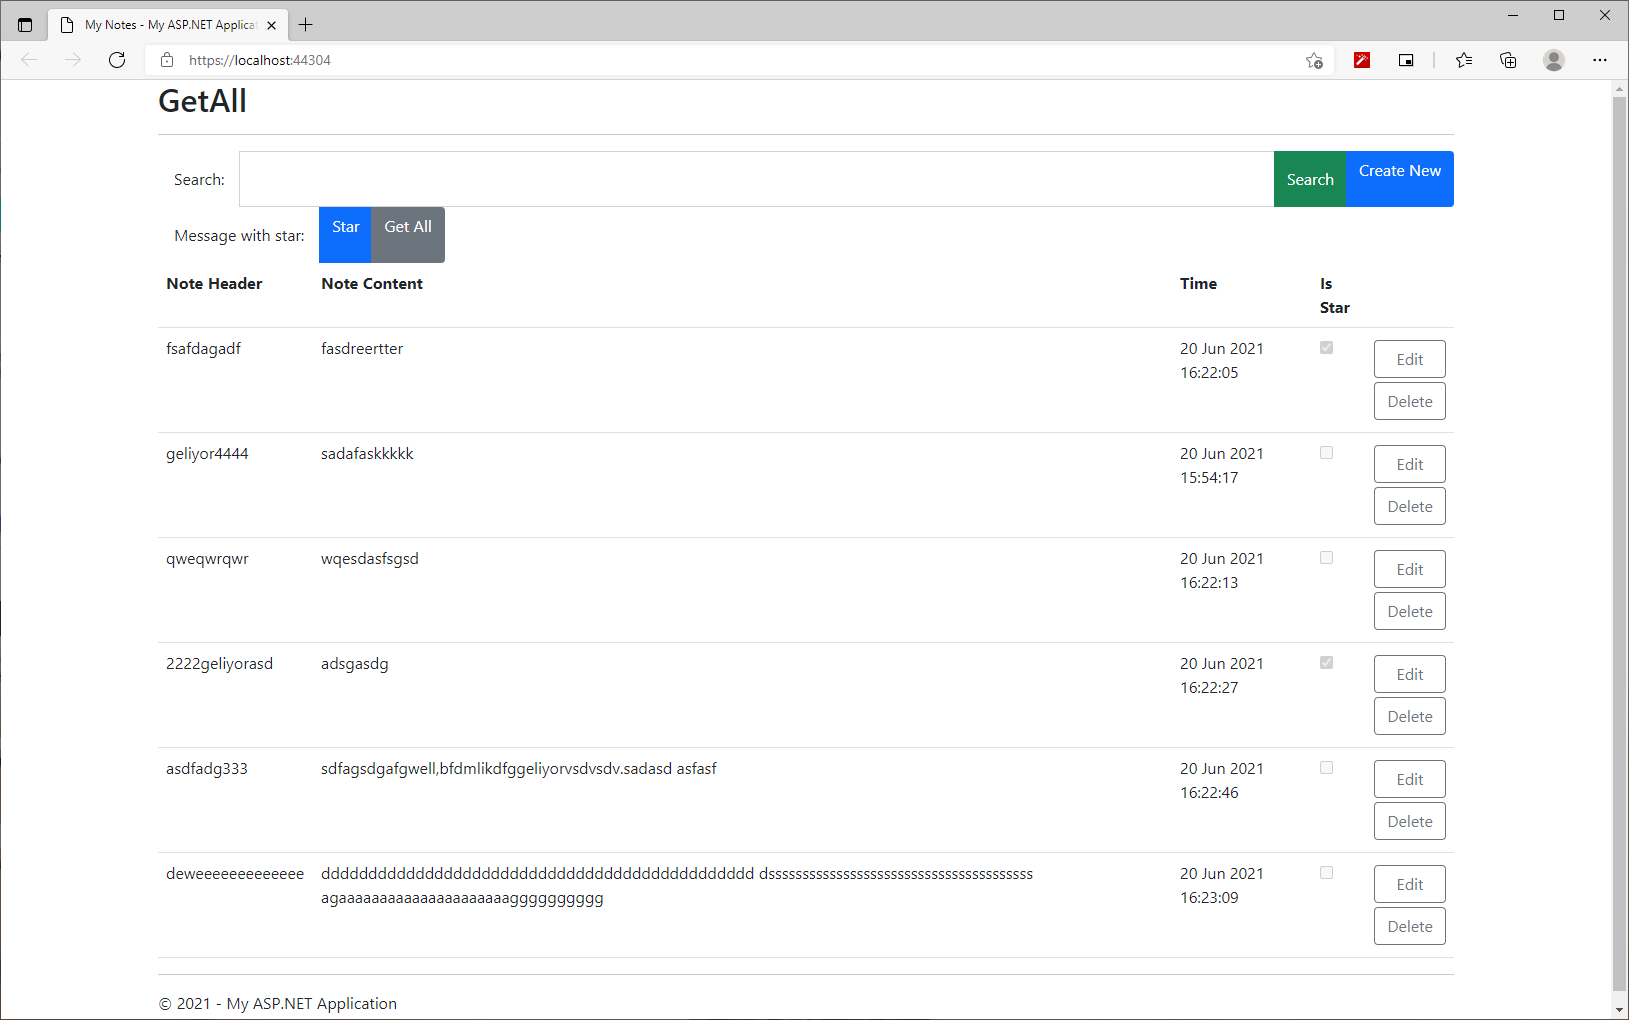 My Notes - My ASP.NET Applica
https://localhost:44304
GetAll
Search:
Search
Create New
Message with star:
Star
Get All
Note Header Note Content Time Is
Star
fsafdagadf fasdreertter 20 Jun 2021
16:22:05
Edit
Delete
geliyor4444 sadafaskkkkk 20 Jun 2021
15:54:17
Edit
Delete
qweqwrqwr wqesdasfsgsd 20 Jun 2021
16:22:13
Edit
Delete
2222geliyorasd adsgasdg 20 Jun 2021
16:22:27
Edit
Delete
asdfadg333 sdfagsdgafgwell,bfdmlikdfggeliyorvsdvsdv.sadasd asfasf 20 Jun 2021
16:22:46
Edit
Delete
20 Jun 2021
16:23:09
Edit
Delete
© 2021 - My ASP.NET Application